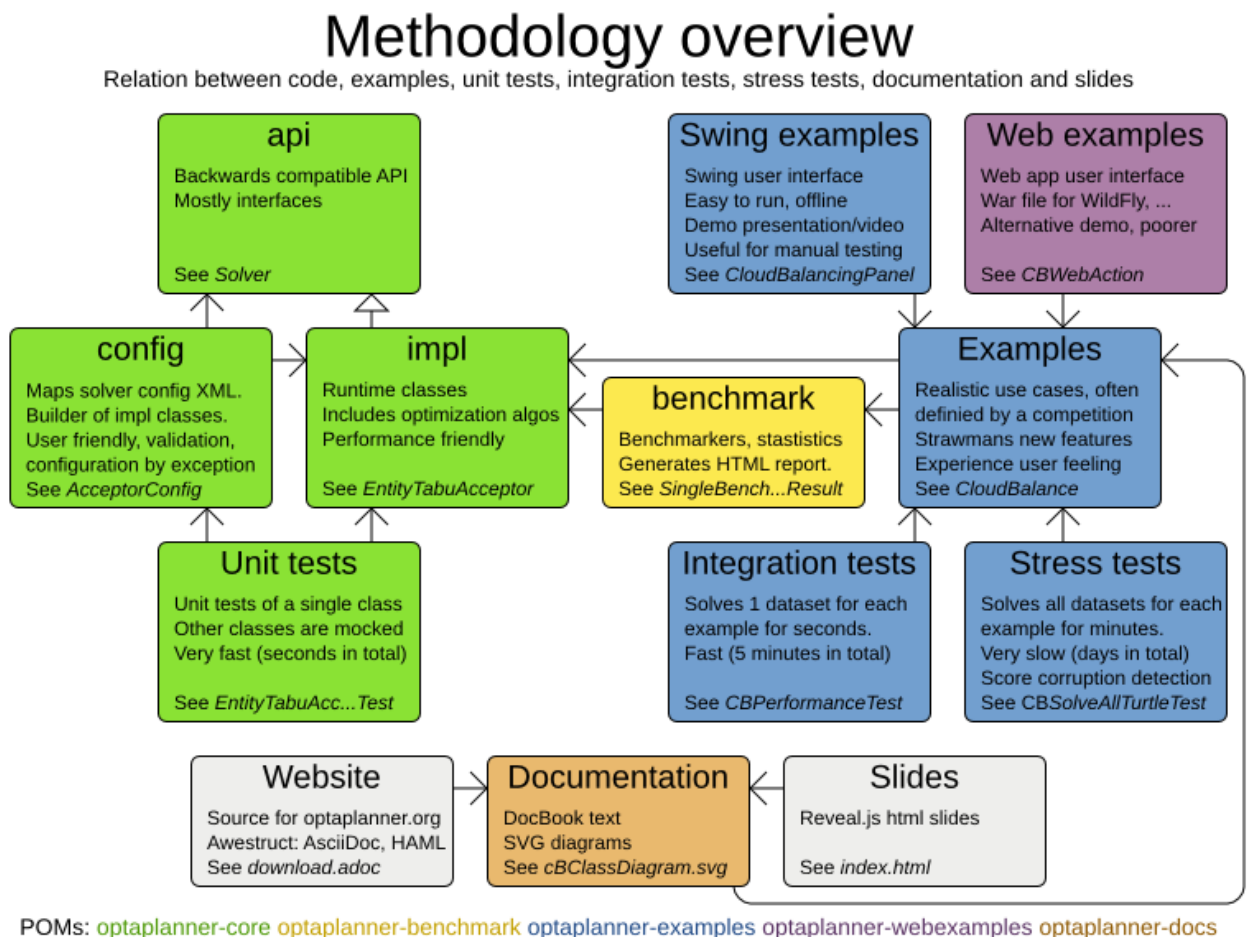 Methodology overview
Relation between code, examples, unit tests, integration tests, stress tests, documentation and slides
api
Backwards compatible API
Mostly interfaces
See Solver
Swing examples
Swing user interface
Easy to run, offline
Demo presentation/video
Useful for manual testing
See CloudBalancingPanel
Web examples
Web app user interface
War file for WildFly, ...
Alternative demo, poorer
See CBWebAction
config
Maps solver config XML.
Builder of impl classes.
User friendly, validation,
configuration by exception
See AcceptorConfig
impl
Runtime classes
Includes optimization algos
Performance friendly
See EntityTabuAcceptor
benchmark
Benchmarkers, stastistics
Generates HTML report.
See SingleBench...Result
Examples
Realistic use cases, often
definied by a competition
Strawmans new features
Experience user feeling
See CloudBalance
Unit tests
Unit tests of a single class
Other classes are mocked
Very fast (seconds in total)
See EntityTabuAcc...Test
Integration tests
Solves 1 dataset for each
example for seconds.
Fast (5 minutes in total)
See CBPerformanceTest
Stress tests
Solves all datasets for each
example for minutes.
Very slow (days in total)
Score corruption detection
See CBSolveAllTurtleTest
Website
Source for optaplanner.org
Awestruct: AsciiDoc, HAML
See download.adoc
Documentation
DocBook text
SVG diagrams
See cBClassDiagram.svg
Slides
Reveal.js html slides
See index.html
POMs: optaplanner-core optaplanner-benchmark optaplanner-examples optaplanner-webexamples optaplanner-docs